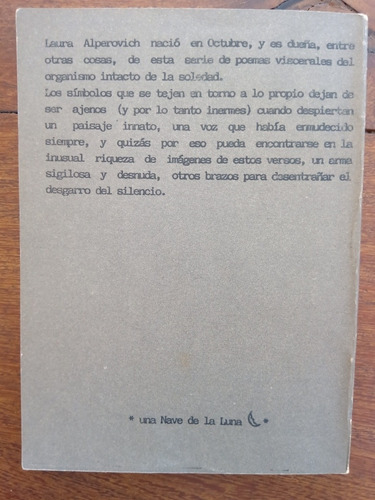 Laura Alperovich nació en Octubre, y es dueña, entre
otras cosas, de esta serie de poemas viscerales del
organismo intacto de la soledad.
Los símbolos que se tejen en torno a lo propio dejan de
ser ajenos (y por lo tanto inermes) cuando despiertan
un paisaje innato, una voz que había enmudecido
siempre, y quizás por eso pueda encontrarse en la
inusual riqueza de imágenes de estos versos, un arma
sigilosa y desnuda, otros brazos para desentrañar el
desgarro del silencio.
* una Nave de la Luna *